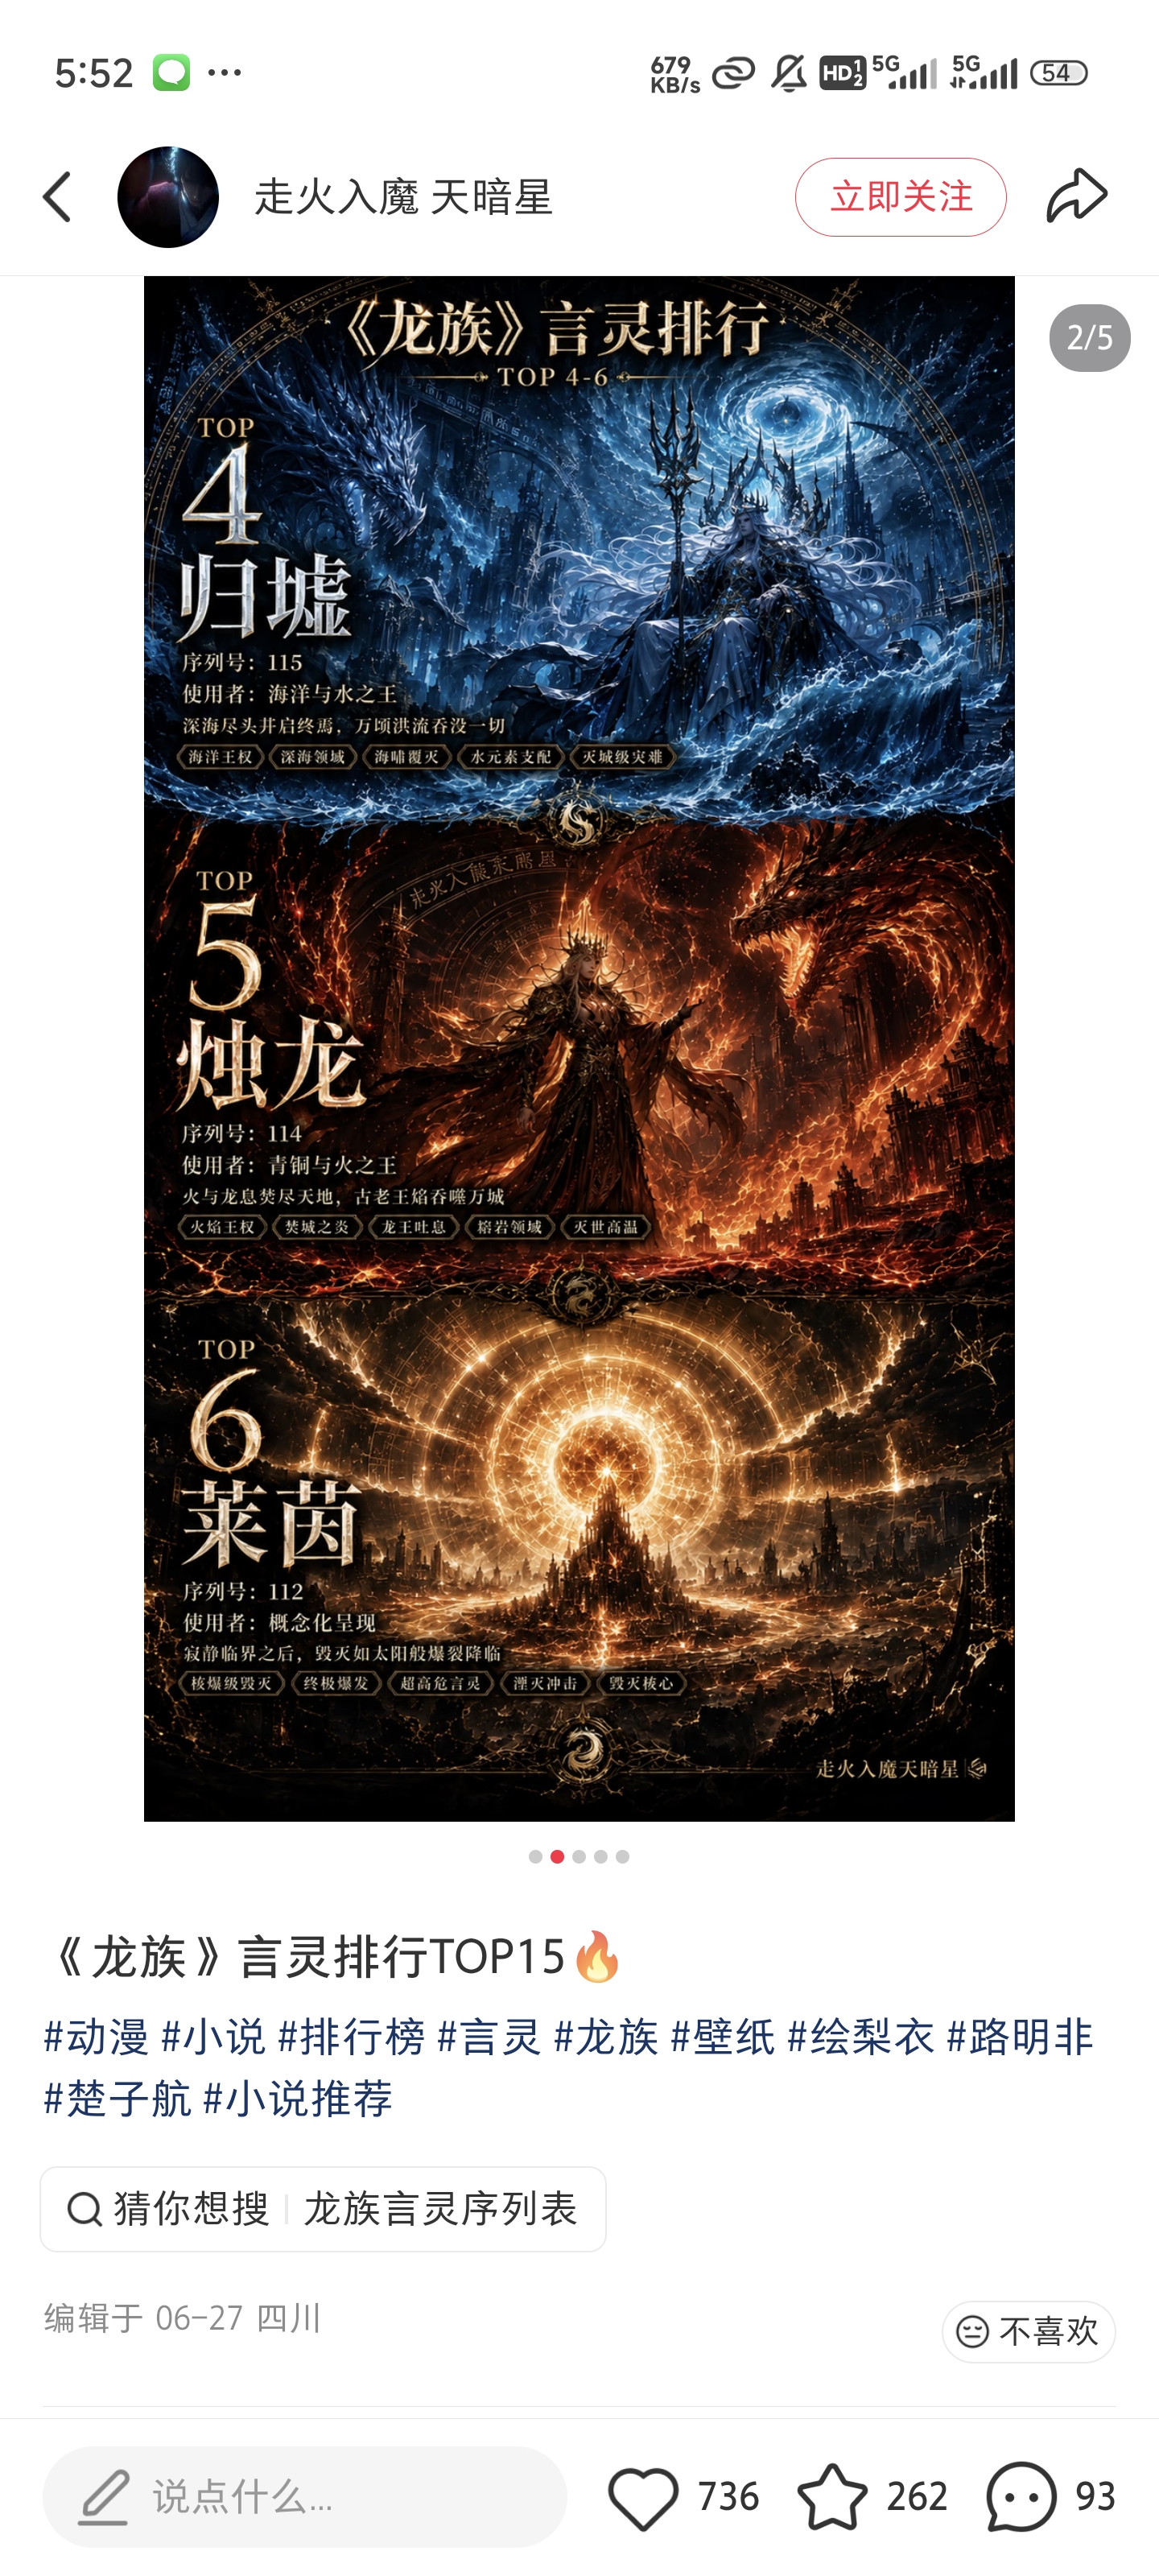 5:52
679
KB/s
HD 1
2
5G
5G
54
走火入魔 天暗星
立即关注
2/5
《龙族》言灵排行
TOP 4-6
TOP
4
归墟
序列号：115
使用者：海洋与水之王
深海尽头井启终焉，万顷洪流吞没一切
海洋王权
深海领域
海啸覆灭
水元素支配
灭城级灾难
TOP
5
烛龙
序列号：114
使用者：青铜与火之王
火与龙息焚尽天地，古老王焰吞噬万城
火焰王权
焚城之炎
龙王吐息
熔岩领域
灭世高温
TOP
6
莱茵
序列号：112
使用者：概念化呈现
寂静临界之后，毁灭如太阳般爆裂降临
核爆级毁灭
终极爆发
超高危言灵
湮灭冲击
毁灭核心
走火入魔天暗星
《龙族》言灵排行TOP15🔥
#动漫 #小说 #排行榜 #言灵 #龙族 #壁纸 #绘梨衣 #路明非
#楚子航 #小说推荐
猜你想搜 | 龙族言灵序列表
编辑于 06-27 四川
不喜欢
说点什么...
736
262
93